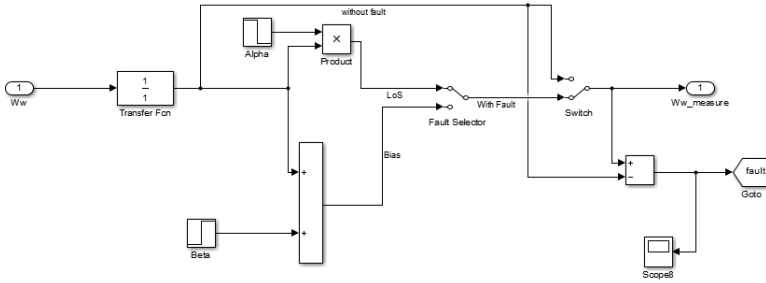 without fault
Alpha
×
Product
1
Ww
1
1
Transfer Fcn
LoS
Fault Selector
With Fault
Switch
1
Ww_measure
Bias
+
+
+
−
fault
Goto
Beta
Scope8